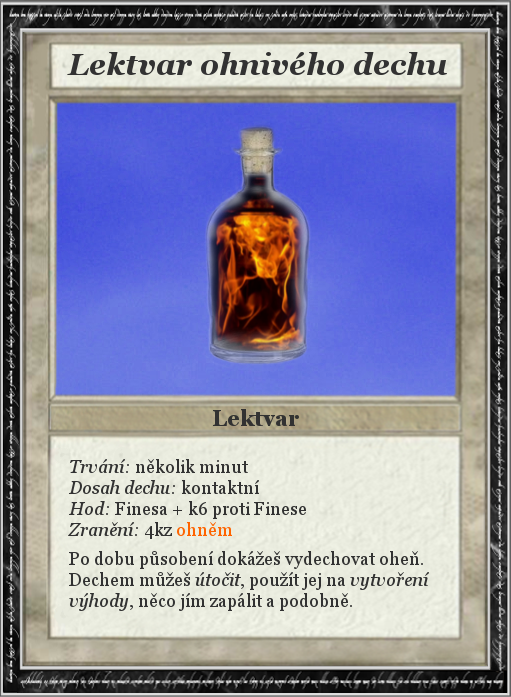 Lektvar ohnivého dechu
Lektvar
Trvání: několik minut
Dosah dechu: kontaktní
Hod: Finesa + k6 proti Finese
Zranění: 4kz ohněm
Po dobu působení dokážeš vydechovat oheň.
Dechem můžeš útočit, použít jej na vytvoření
výhody, něco jím zapálit a podobně.